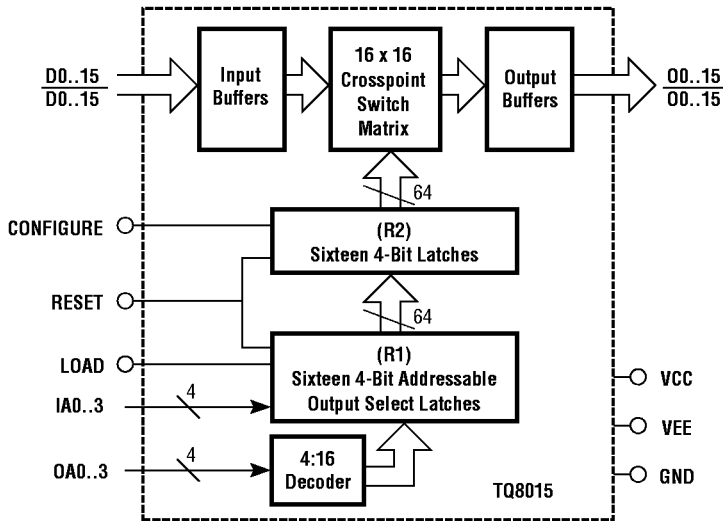 D0..15
D0..15
Input
Buffers
16 x 16
Crosspoint
Switch
Matrix
Output
Buffers
O0..15
O0..15
64
CONFIGURE
(R2)
Sixteen 4-Bit Latches
RESET
64
LOAD
(R1)
Sixteen 4-Bit Addressable
Output Select Latches
IA0..3
4
OA0..3
4
4:16
Decoder
TQ8015
VCC
VEE
GND